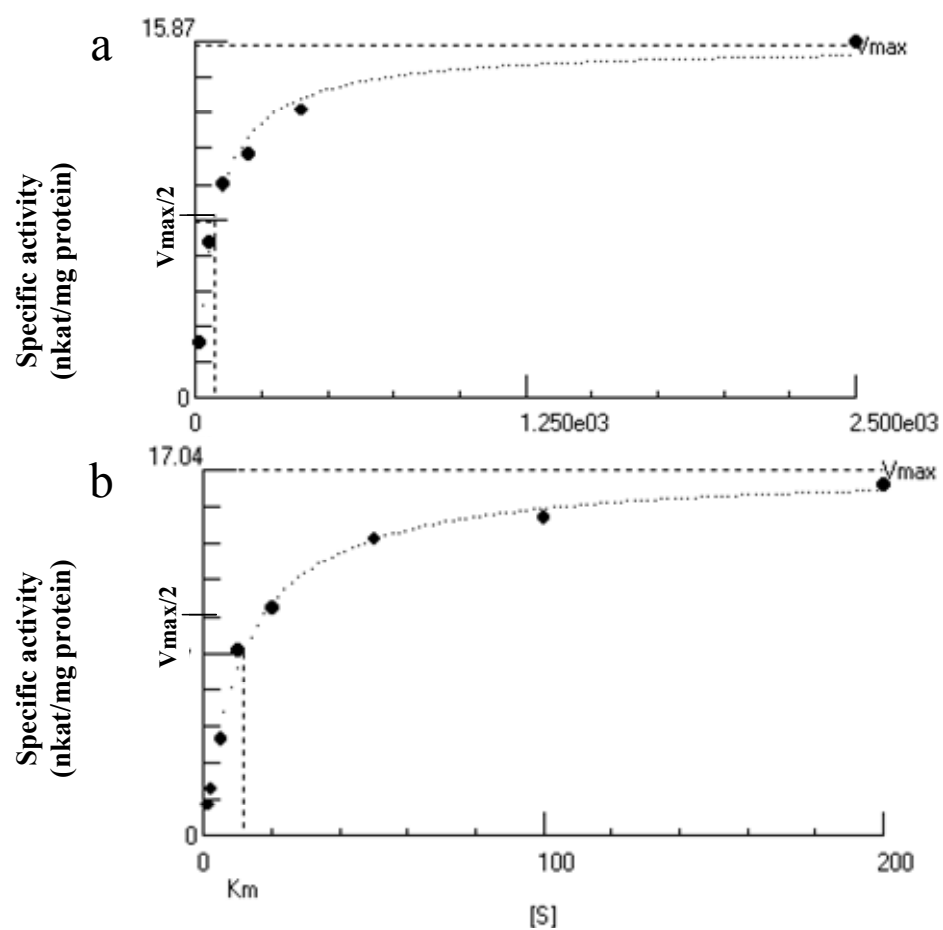 a
15.87
Vmax
Specific activity
(nkat/mg protein)
Vmax/2
0
0
1.250e03
2.500e03
b
17.04
Vmax
Specific activity
(nkat/mg protein)
Vmax/2
0
0
100
200
Km
[S]